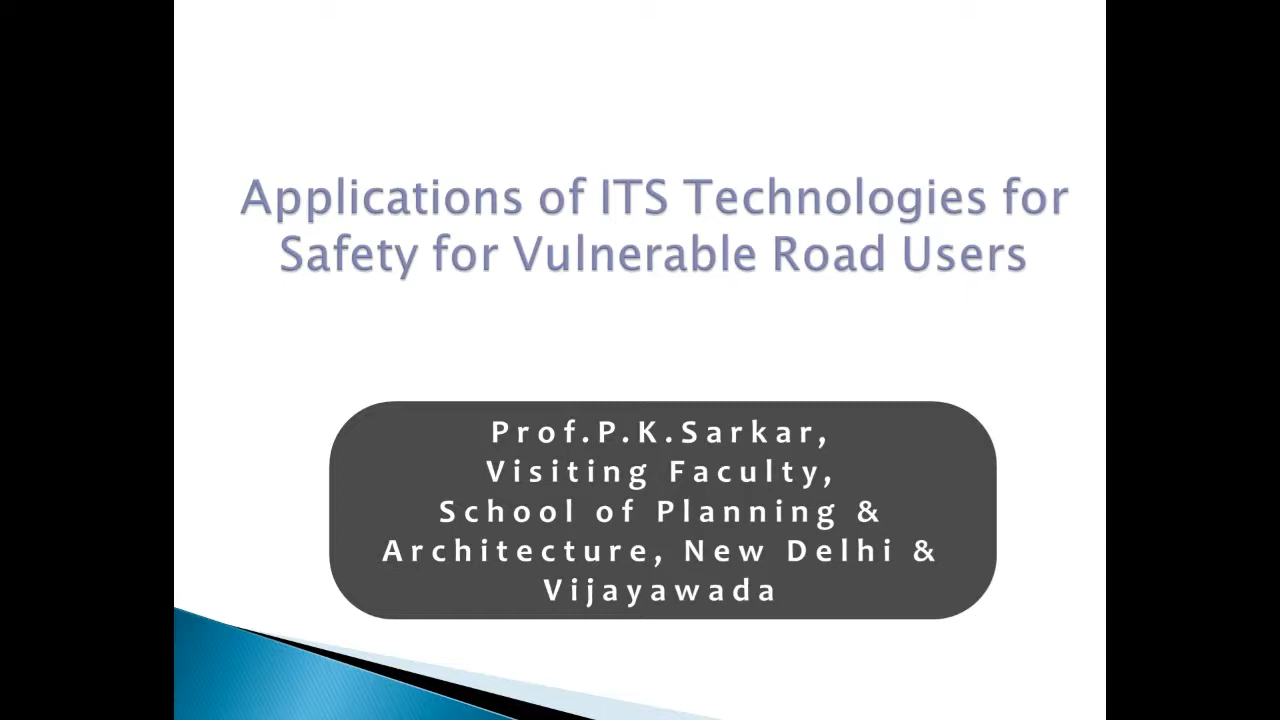 Applications of ITS Technologies for
Safety for Vulnerable Road Users
Prof.P.K.Sarkar,
Visiting Faculty,
School of Planning &
Architecture, New Delhi &
Vijayawada